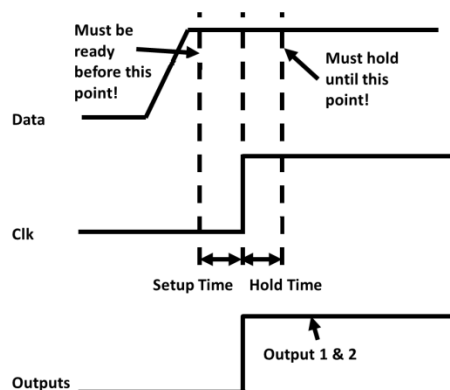 Must be
ready
before this
point!
Must hold
until this
point!
Data
Clk
Setup Time
Hold Time
Output 1 & 2
Outputs